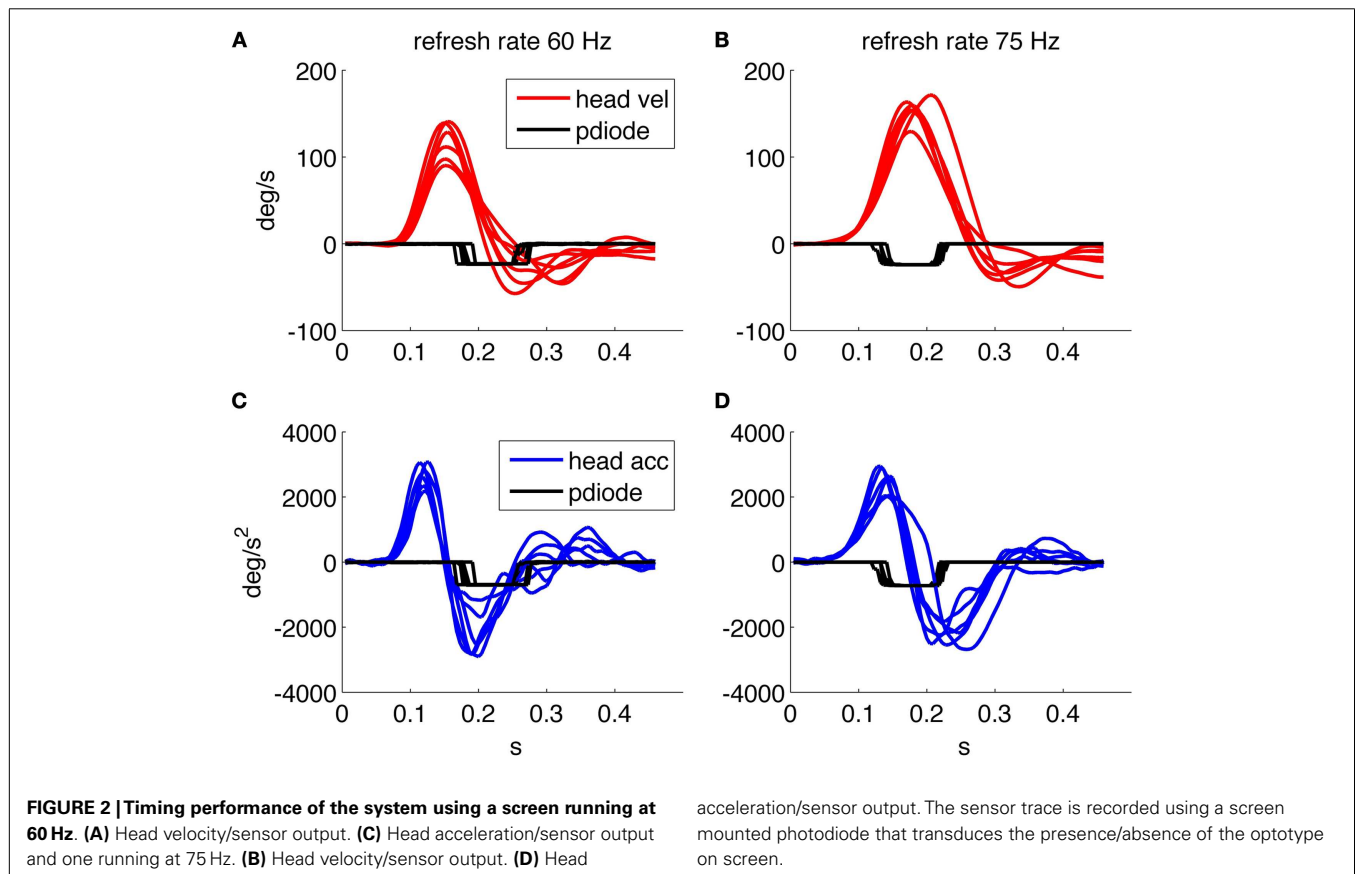 A
refresh rate 60 Hz
B
refresh rate 75 Hz
200
100
0
-100
deg/s
0 0.1 0.2 0.3 0.4
head vel
pdiode
200
100
0
-100
0 0.1 0.2 0.3 0.4
C
4000
2000
0
-2000
-4000
deg/s²
0 0.1 0.2 0.3 0.4
s
head acc
pdiode
D
4000
2000
0
-2000
-4000
0 0.1 0.2 0.3 0.4
s
FIGURE 2 | Timing performance of the system using a screen running at
60 Hz. (A) Head velocity/sensor output. (C) Head acceleration/sensor output
and one running at 75 Hz. (B) Head velocity/sensor output. (D) Head
acceleration/sensor output. The sensor trace is recorded using a screen
mounted photodiode that transduces the presence/absence of the optotype
on screen.